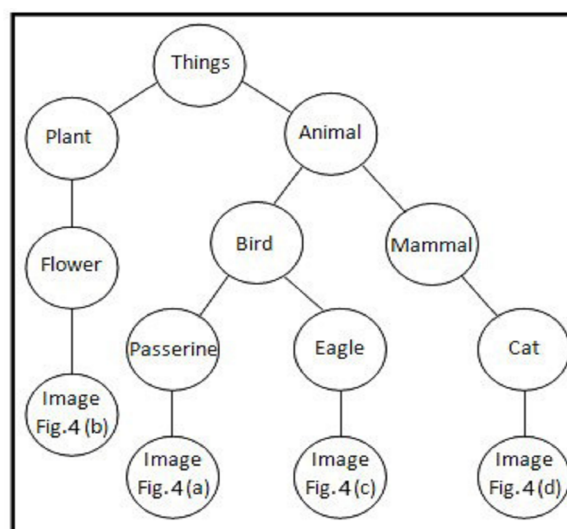 Things
Plant
Animal
Flower
Bird
Mammal
Passerine
Eagle
Cat
Image
Fig.4 (b)
Image
Fig.4 (a)
Image
Fig.4 (c)
Image
Fig.4 (d)